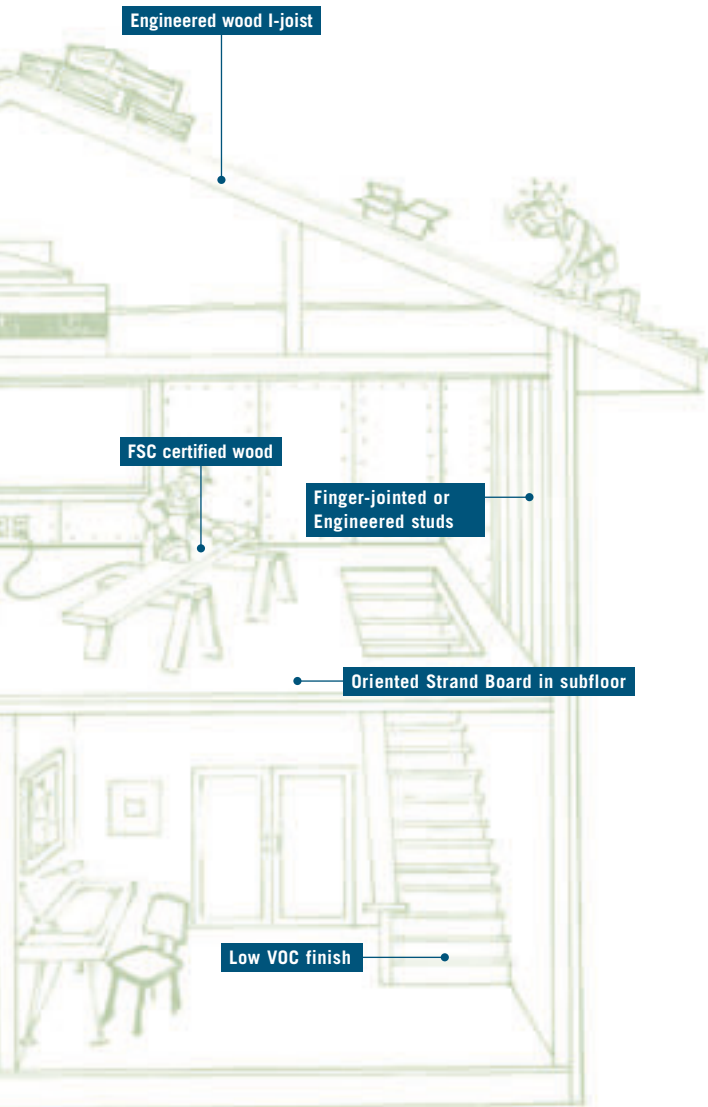 Engineered wood I-joist
FSC certified wood
Finger-jointed or
Engineered studs
Oriented Strand Board in subfloor
Low VOC finish